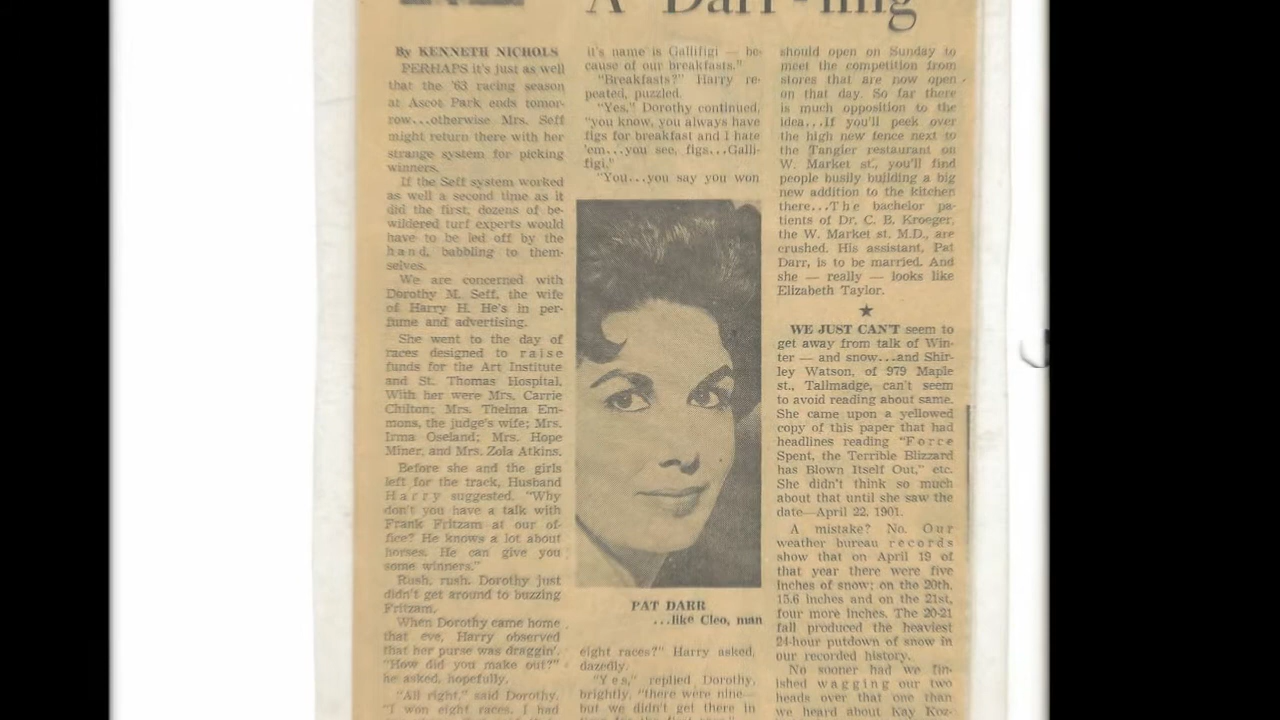 A Darr-ling
By KENNETH NICHOLS
PERHAPS it's just as well
that the '63 racing season
at Ascot Park ends tomor-
row...otherwise Mrs. Seff
might return there with her
strange system for picking
winners.
If the Seff system worked
as well a second time as it
did the first, dozens of be-
wildered turf experts would
have to be led off by the
hand, babbling to them-
selves.
We are concerned with
Dorothy M. Seff, the wife
of Harry H. He's in per-
fume and advertising.
She went to the day of
races designed to raise
funds for the Art Institute
and St. Thomas Hospital.
With her were Mrs. Carrie
Chilton; Mrs. Thelma Em-
mons, the judge's wife; Mrs.
Irma Oseland; Mrs. Hope
Miner, and Mrs. Zola Atkins.
Before she and the girls
left for the track, Husband
Harry suggested. "Why
don't you have a talk with
Frank Fritzam at our of-
fice? He knows a lot about
horses. He can give you
some winners."
Rush, rush. Dorothy just
didn't get around to buzzing
Fritzam.
When Dorothy came home
that eve, Harry observed
that her purse was draggin'.
"How did you make out?"
he asked, hopefully.
"All right," said Dorothy.
"I won eight races. I had
it's name is Gallifigi — be-
cause of our breakfasts."
"Breakfasts?" Harry re-
peated, puzzled.
"Yes," Dorothy continued,
"you know, you always have
figs for breakfast and I hate
'em...you see, figs...Galli-
figi."
"You...you say you won
PAT DARR
...like Cleo, man
eight races?" Harry asked,
dazedly.
"Yes," replied Dorothy,
brightly, "there were nine—
but we didn't get there in
should open on Sunday to
meet the competition from
stores that are now open
on that day. So far there
is much opposition to the
idea...If you'll peek over
the high new fence next to
the Tangier restaurant on
W. Market st., you'll find
people busily building a big
new addition to the kitchen
there...The bachelor pa-
tients of Dr. C. B. Kroeger,
the W. Market st. M.D., are
crushed. His assistant, Pat
Darr, is to be married. And
she — really — looks like
Elizabeth Taylor.
WE JUST CAN'T seem to
get away from talk of Win-
ter — and snow...and Shir-
ley Watson, of 979 Maple
st., Tallmadge, can't seem
to avoid reading about same.
She came upon a yellowed
copy of this paper that had
headlines reading "Force
Spent, the Terrible Blizzard
has Blown Itself Out," etc.
She didn't think so much
about that until she saw the
date—April 22, 1901.
A mistake? No. Our
weather bureau records
show that on April 19 of
that year there were five
inches of snow; on the 20th,
15.6 inches and on the 21st,
four more inches. The 20-21
fall produced the heaviest
24-hour putdown of snow in
our recorded history.
No sooner had we fin-
ished wagging our two
heads over that one than
we heard about Kay Koz-